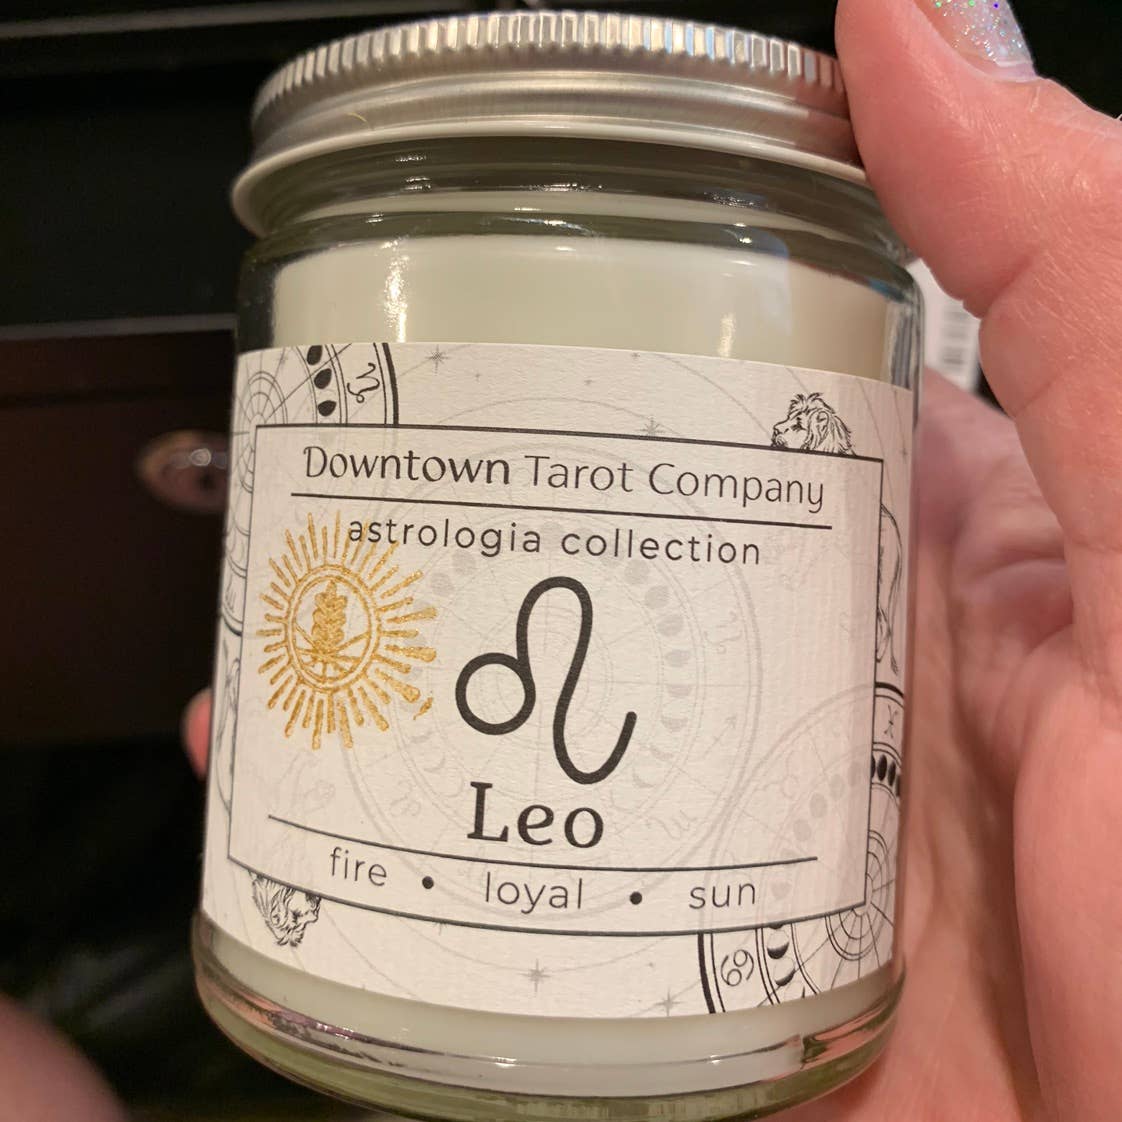 Downtown Tarot Company
astrologia collection
Leo
fire • loyal • sun